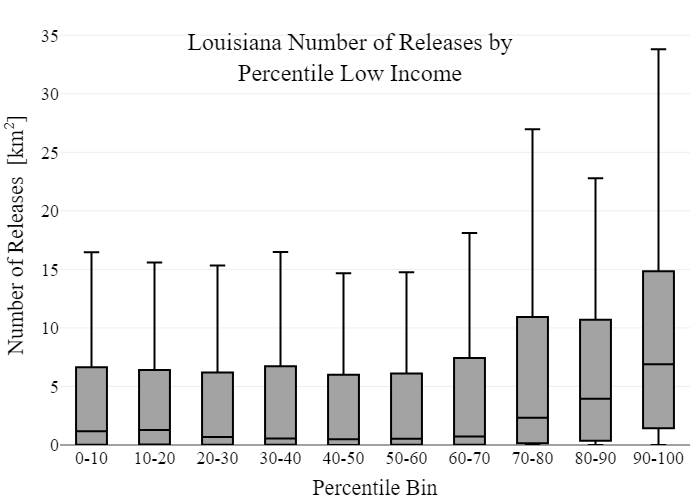 Louisiana Number of Releases by
Percentile Low Income
Number of Releases [km²]
35
30
25
20
15
10
5
0
0-10 10-20 20-30 30-40 40-50 50-60 60-70 70-80 80-90 90-100
Percentile Bin